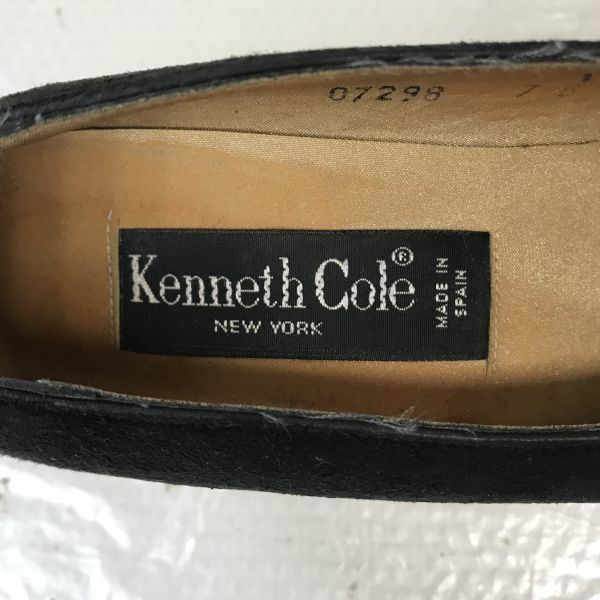 07298
Kenneth Cole®
NEW YORK
MADE IN
SPAIN